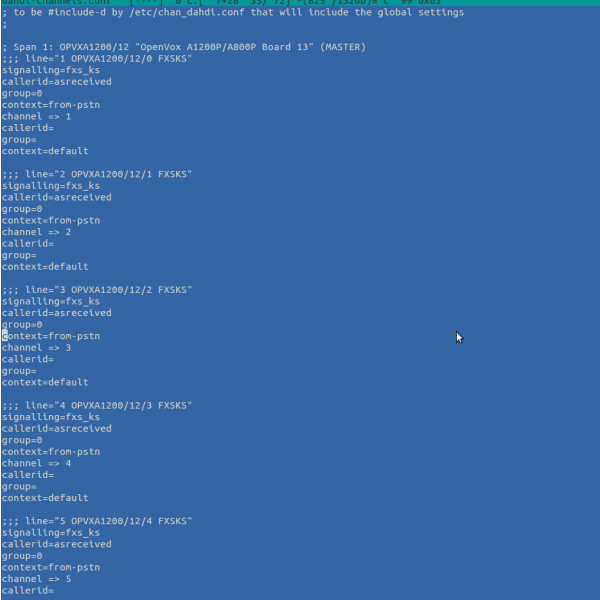 ; to be #include-d by /etc/chan_dahdi.conf that will include the global settings
;
; Span 1: OPVXA1200/12 "OpenVox A1200P/A800P Board 13" (MASTER)
;;; line="1 OPVXA1200/12/0 FXSKS"
signalling=fxs_ks
callerid=asreceived
group=0
context=from-pstn
channel => 1
callerid=
group=
context=default
;;; line="2 OPVXA1200/12/1 FXSKS"
signalling=fxs_ks
callerid=asreceived
group=0
context=from-pstn
channel => 2
callerid=
group=
context=default
;;; line="3 OPVXA1200/12/2 FXSKS"
signalling=fxs_ks
callerid=asreceived
group=0
context=from-pstn
channel => 3
callerid=
group=
context=default
;;; line="4 OPVXA1200/12/3 FXSKS"
signalling=fxs_ks
callerid=asreceived
group=0
context=from-pstn
channel => 4
callerid=
group=
context=default
;;; line="5 OPVXA1200/12/4 FXSKS"
signalling=fxs_ks
callerid=asreceived
group=0
context=from-pstn
channel => 5
callerid=